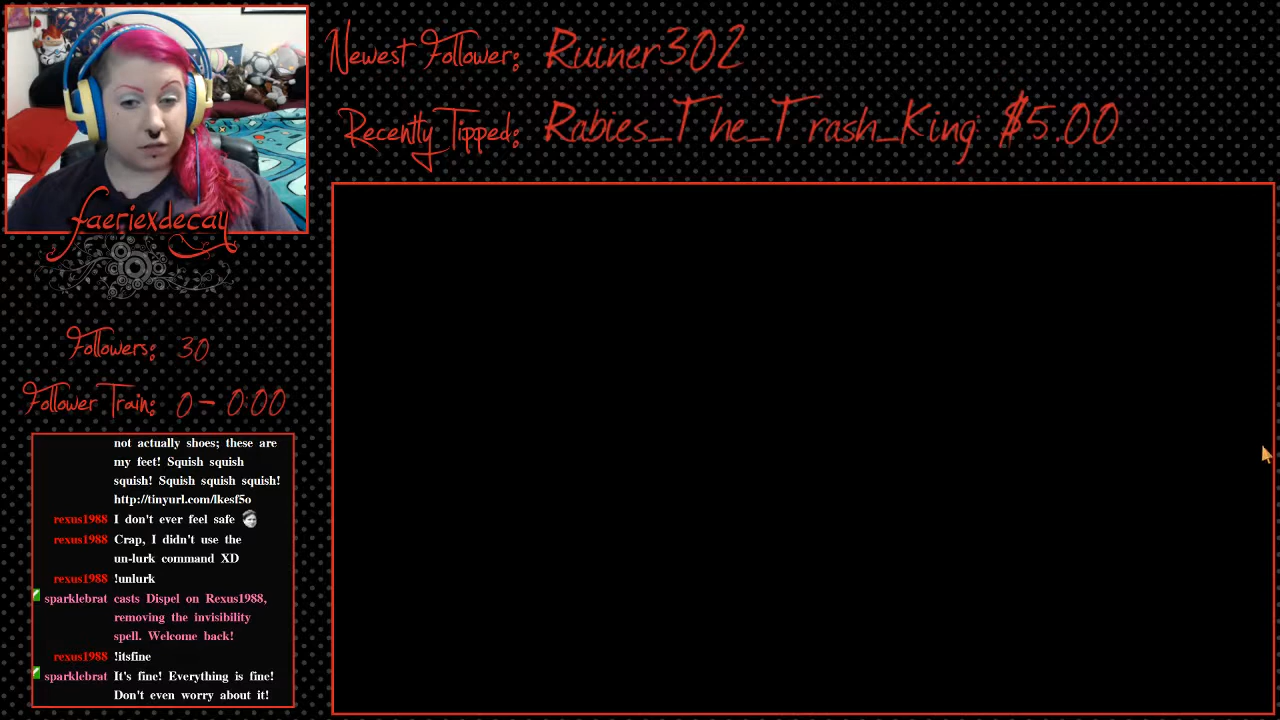 Newest Follower: Ruiner302
Recently Tipped: Rabies_The_Trash_King $5.00
faeriexdecay
Followers: 30
Follower Train: 0 - 0:00
not actually shoes; these are
my feet! Squish squish
squish! Squish squish squish!
http://tinyurl.com/lkesf5o
rexus1988 I don't ever feel safe
rexus1988 Crap, I didn't use the
un-lurk command XD
rexus1988 !unlurk
sparklebrat casts Dispel on Rexus1988,
removing the invisibility
spell. Welcome back!
rexus1988 !itsfine
sparklebrat It's fine! Everything is fine!
Don't even worry about it!